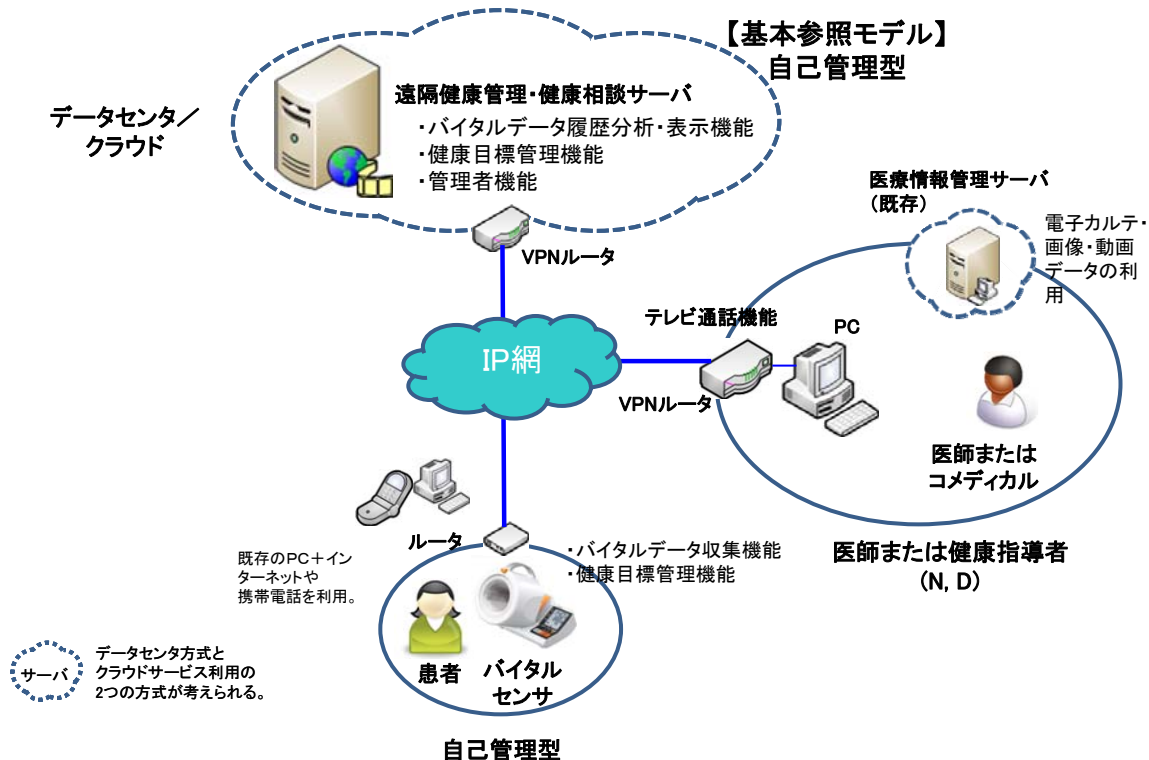 【基本参照モデル】
自己管理型
データセンタ／
クラウド
遠隔健康管理・健康相談サーバ
・バイタルデータ履歴分析・表示機能
・健康目標管理機能
・管理者機能
VPNルータ
医療情報管理サーバ
（既存）
電子カルテ・
画像・動画
データの利
用
テレビ通話機能
PC
IP網
VPNルータ
医師または
コメディカル
医師または健康指導者
(N, D)
ルータ
・バイタルデータ収集機能
・健康目標管理機能
既存のPC＋イン
ターネットや
携帯電話を利用。
患者
バイタル
センサ
サーバ
データセンタ方式と
クラウドサービス利用の
2つの方式が考えられる。
自己管理型